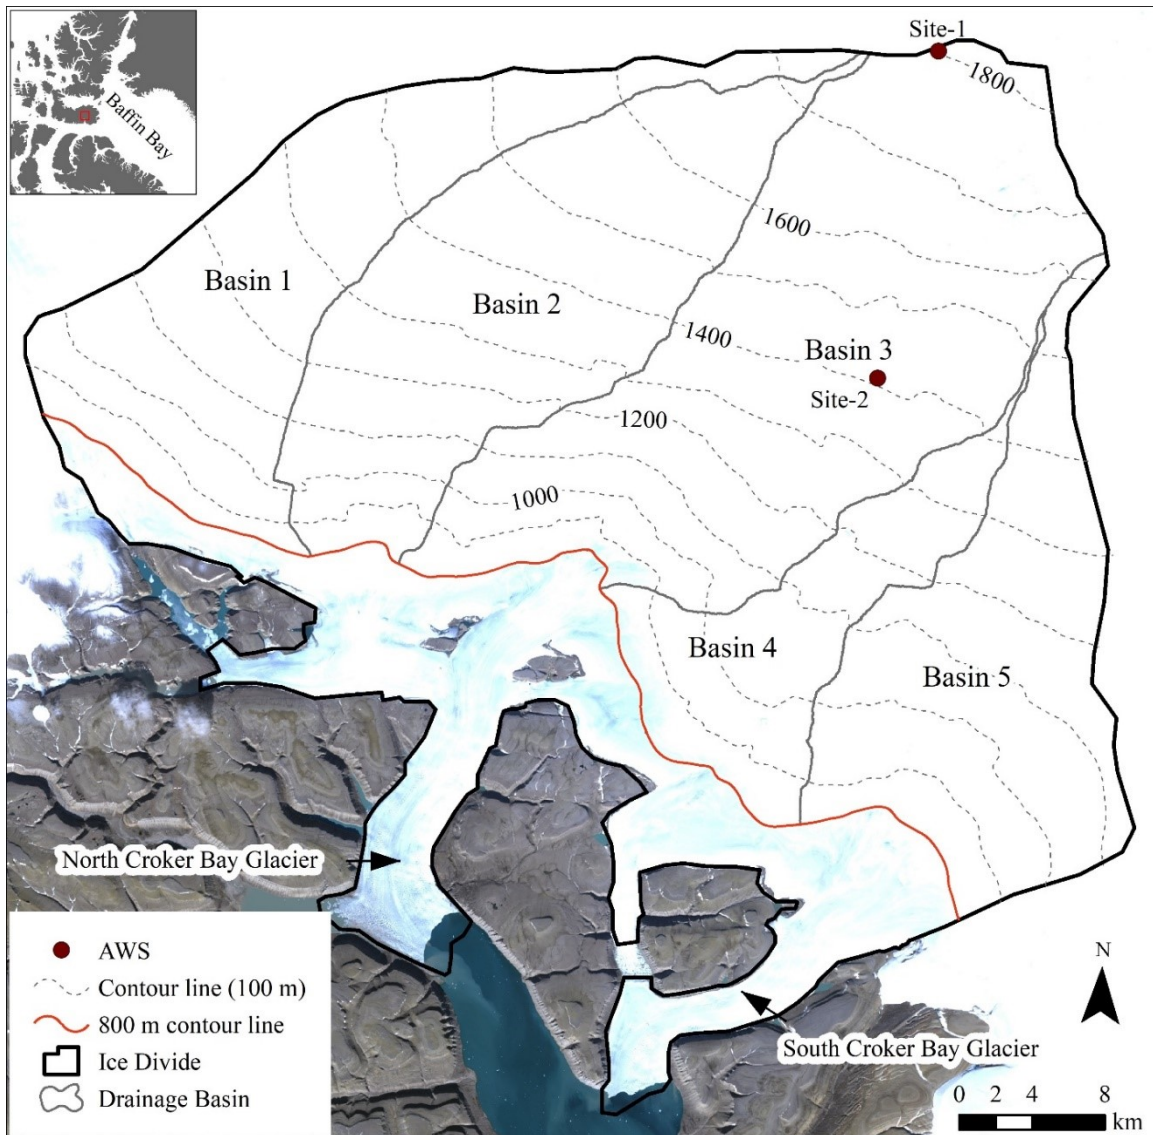 Site-1
1800
Baffin Bay
1600
Basin 1
Basin 2
1400
Basin 3
Site-2
1200
1000
Basin 4
Basin 5
North Croker Bay Glacier
South Croker Bay Glacier
AWS
Contour line (100 m)
800 m contour line
Ice Divide
Drainage Basin
N
0 4 8
km